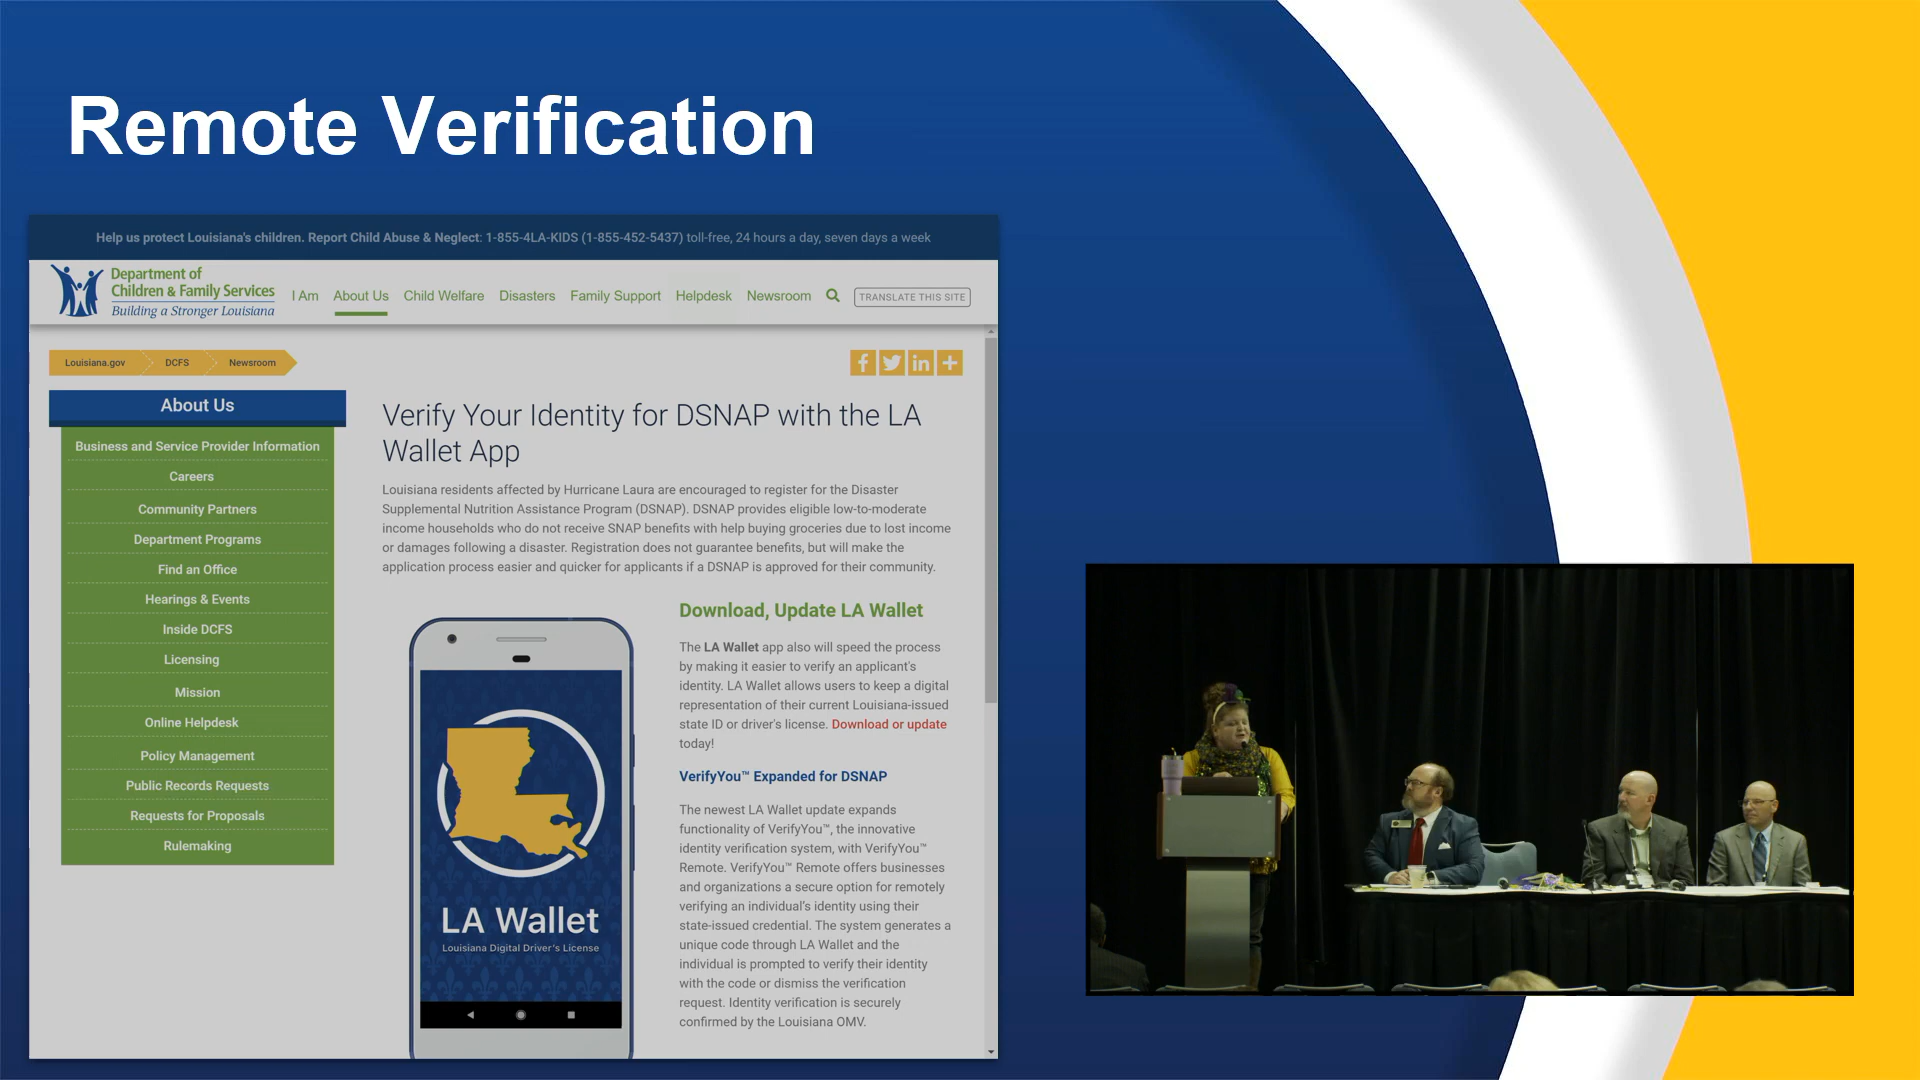 Remote Verification
Help us protect Louisiana's children. Report Child Abuse & Neglect: 1-855-4LA-KIDS (1-855-452-5437) toll-free, 24 hours a day, seven days a week
Department of
Children & Family Services
Building a Stronger Louisiana
I Am About Us Child Welfare Disasters Family Support Helpdesk Newsroom TRANSLATE THIS SITE
Louisiana.gov DCFS Newsroom
About Us
Business and Service Provider Information
Careers
Community Partners
Department Programs
Find an Office
Hearings & Events
Inside DCFS
Licensing
Mission
Online Helpdesk
Policy Management
Public Records Requests
Requests for Proposals
Rulemaking
Verify Your Identity for DSNAP with the LA
Wallet App
Louisiana residents affected by Hurricane Laura are encouraged to register for the Disaster
Supplemental Nutrition Assistance Program (DSNAP). DSNAP provides eligible low-to-moderate
income households who do not receive SNAP benefits with help buying groceries due to lost income
or damages following a disaster. Registration does not guarantee benefits, but will make the
application process easier and quicker for applicants if a DSNAP is approved for their community.
LA Wallet
Louisiana Digital Driver's License
Download, Update LA Wallet
The LA Wallet app also will speed the process
by making it easier to verify an applicant's
identity. LA Wallet allows users to keep a digital
representation of their current Louisiana-issued
state ID or driver's license. Download or update
today!
VerifyYou™ Expanded for DSNAP
The newest LA Wallet update expands
functionality of VerifyYou™, the innovative
identity verification system, with VerifyYou™
Remote. VerifyYou™ Remote offers businesses
and organizations a secure option for remotely
verifying an individual's identity using their
state-issued credential. The system generates a
unique code through LA Wallet and the
individual is prompted to verify their identity
with the code or dismiss the verification
request. Identity verification is securely
confirmed by the Louisiana OMV.